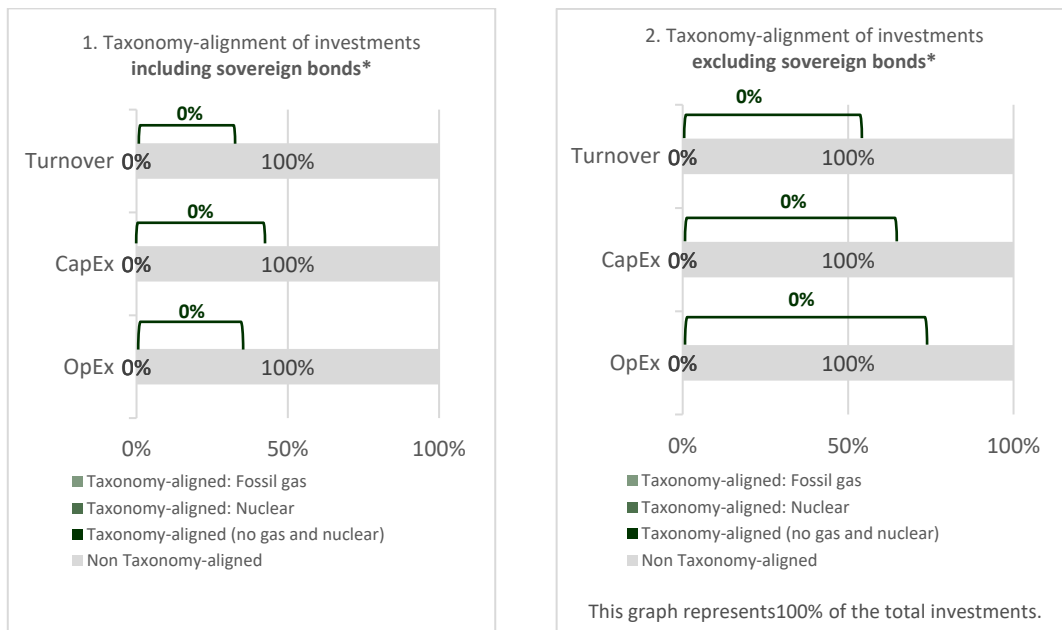 1. Taxonomy-alignment of investments
including sovereign bonds*
0%
Turnover 0% 100%
0%
CapEx 0% 100%
0%
OpEx 0% 100%
0% 50% 100%
Taxonomy-aligned: Fossil gas
Taxonomy-aligned: Nuclear
Taxonomy-aligned (no gas and nuclear)
Non Taxonomy-aligned
2. Taxonomy-alignment of investments
excluding sovereign bonds*
0%
Turnover 0% 100%
0%
CapEx 0% 100%
0%
OpEx 0% 100%
0% 50% 100%
Taxonomy-aligned: Fossil gas
Taxonomy-aligned: Nuclear
Taxonomy-aligned (no gas and nuclear)
Non Taxonomy-aligned
This graph represents100% of the total investments.